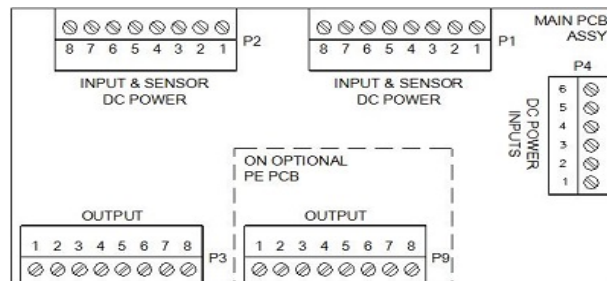 8 7 6 5 4 3 2 1 P2
INPUT & SENSOR
DC POWER
8 7 6 5 4 3 2 1 P1
INPUT & SENSOR
DC POWER
MAIN PCB
ASSY
P4
6
5
4
3
2
1
DC POWER
INPUTS
ON OPTIONAL
PE PCB
OUTPUT
1 2 3 4 5 6 7 8 P3
OUTPUT
1 2 3 4 5 6 7 8 P9